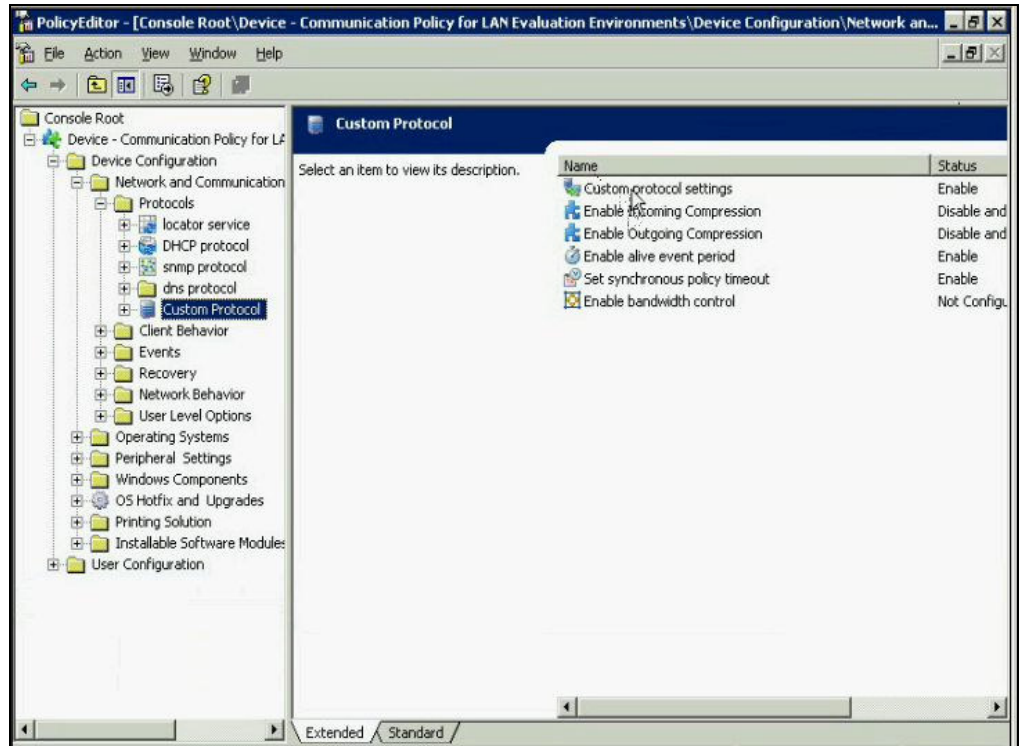 PolicyEditor - [Console Root\Device - Communication Policy for LAN Evaluation Environments\Device Configuration\Network an...
File Action View Window Help
Console Root
Device - Communication Policy for LA
Device Configuration
Network and Communication
Protocols
locator service
DHCP protocol
snmp protocol
dns protocol
Custom Protocol
Client Behavior
Events
Recovery
Network Behavior
User Level Options
Operating Systems
Peripheral Settings
Windows Components
OS Hotfix and Upgrades
Printing Solution
Installable Software Modules
User Configuration
Custom Protocol
Select an item to view its description.
Name Status
Custom protocol settings Enable
Enable Incoming Compression Disable and
Enable Outgoing Compression Disable and
Enable alive event period Enable
Set synchronous policy timeout Enable
Enable bandwidth control Not Configu
Extended Standard